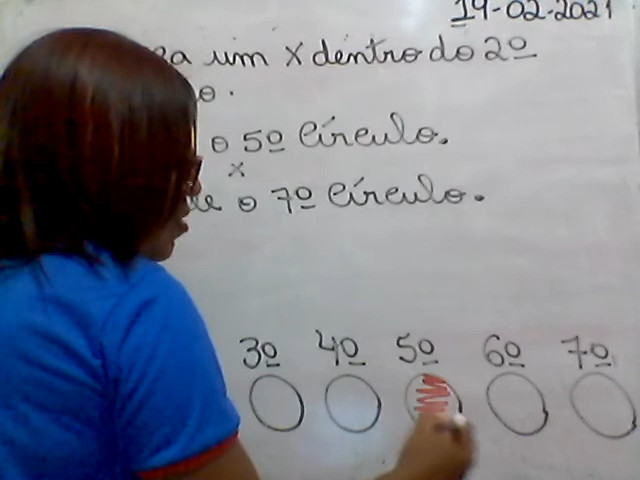 19-02-2021
um x dentro do 2º
o 5º círculo.
x
o 7º círculo.
3º 4º 5º 6º 7º